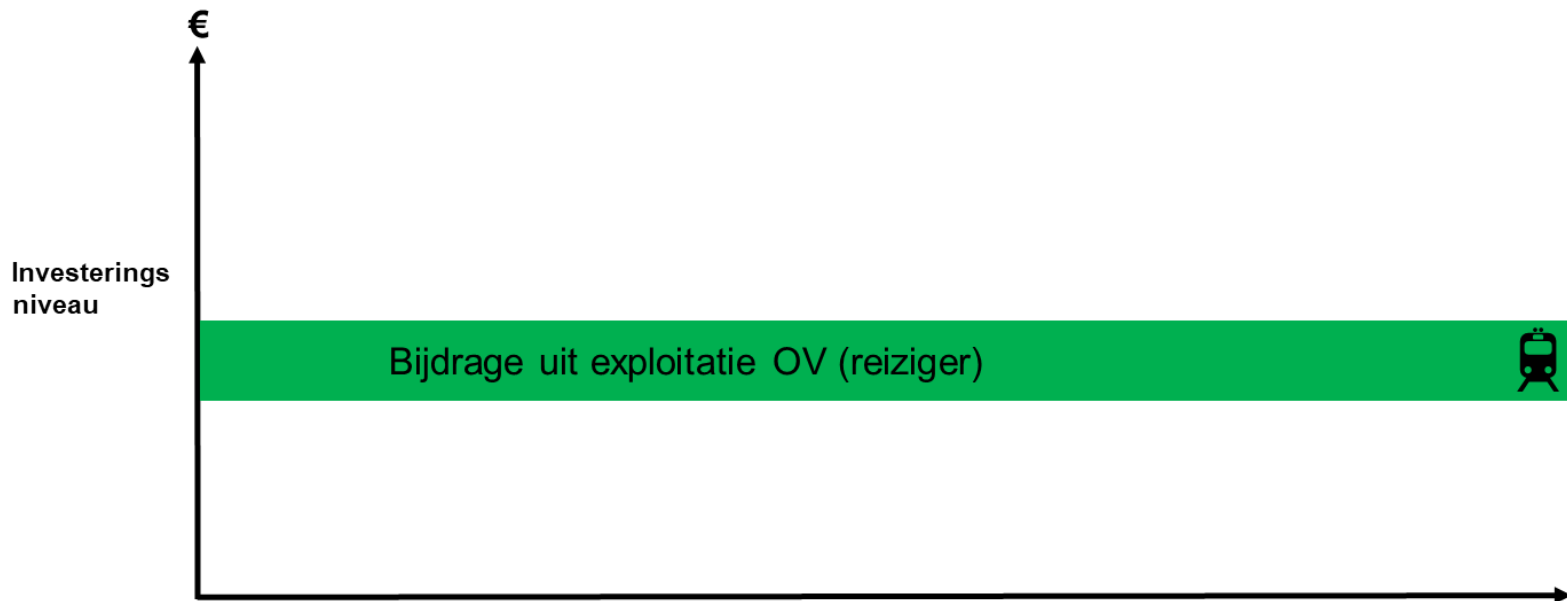 €
Investerings
niveau
Bijdrage uit exploitatie OV (reiziger)